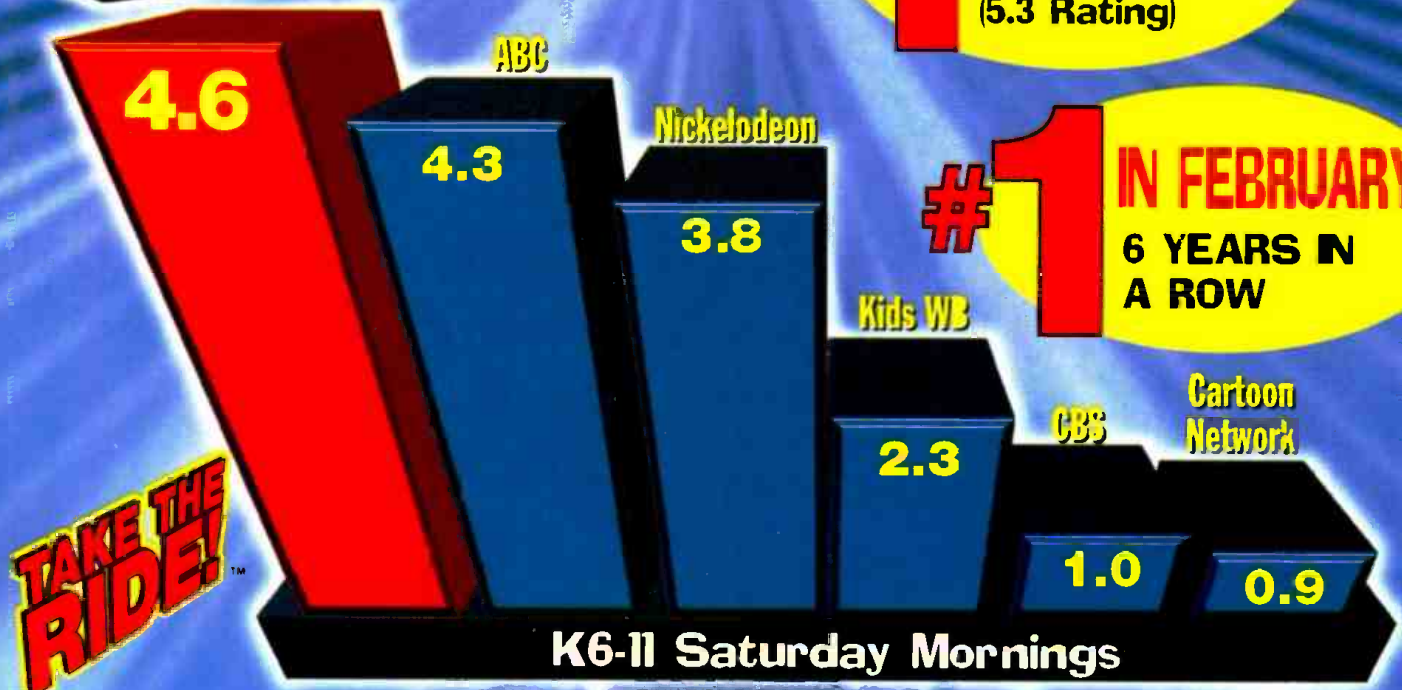 (5.3 Rating)
4.6
ABC
4.3
Nickelodeon
3.8
#1 IN FEBRUARY
6 YEARS IN
A ROW
Kids WB
2.3
CBS
1.0
Cartoon
Network
0.9
TAKE THE
RIDE!™
K6-11 Saturday Mornings